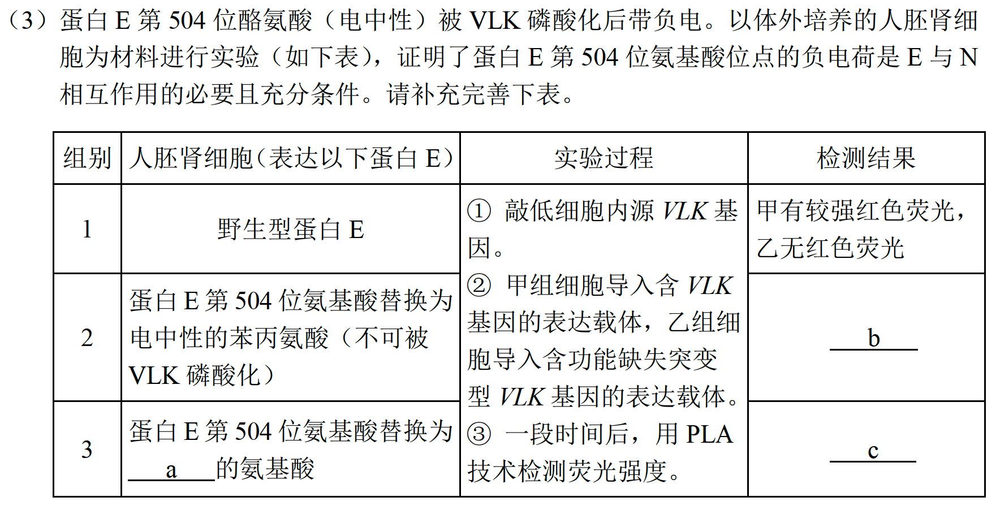 （3）蛋白 E 第 504 位酪氨酸（电中性）被 VLK 磷酸化后带负电。以体外培养的人胚肾细
胞为材料进行实验（如下表），证明了蛋白 E 第 504 位氨基酸位点的负电荷是 E 与 N
相互作用的必要且充分条件。请补充完善下表。
组别
人胚肾细胞（表达以下蛋白 E）
实验过程
检测结果
1
野生型蛋白 E
① 敲低细胞内源 VLK 基
因。
② 甲组细胞导入含 VLK
基因的表达载体，乙组细
胞导入含功能缺失突变
型 VLK 基因的表达载体。
③ 一段时间后，用 PLA
技术检测荧光强度。
甲有较强红色荧光，
乙无红色荧光
2
蛋白 E 第 504 位氨基酸替换为
电中性的苯丙氨酸（不可被
VLK 磷酸化）
b
3
蛋白 E 第 504 位氨基酸替换为
a 的氨基酸
c